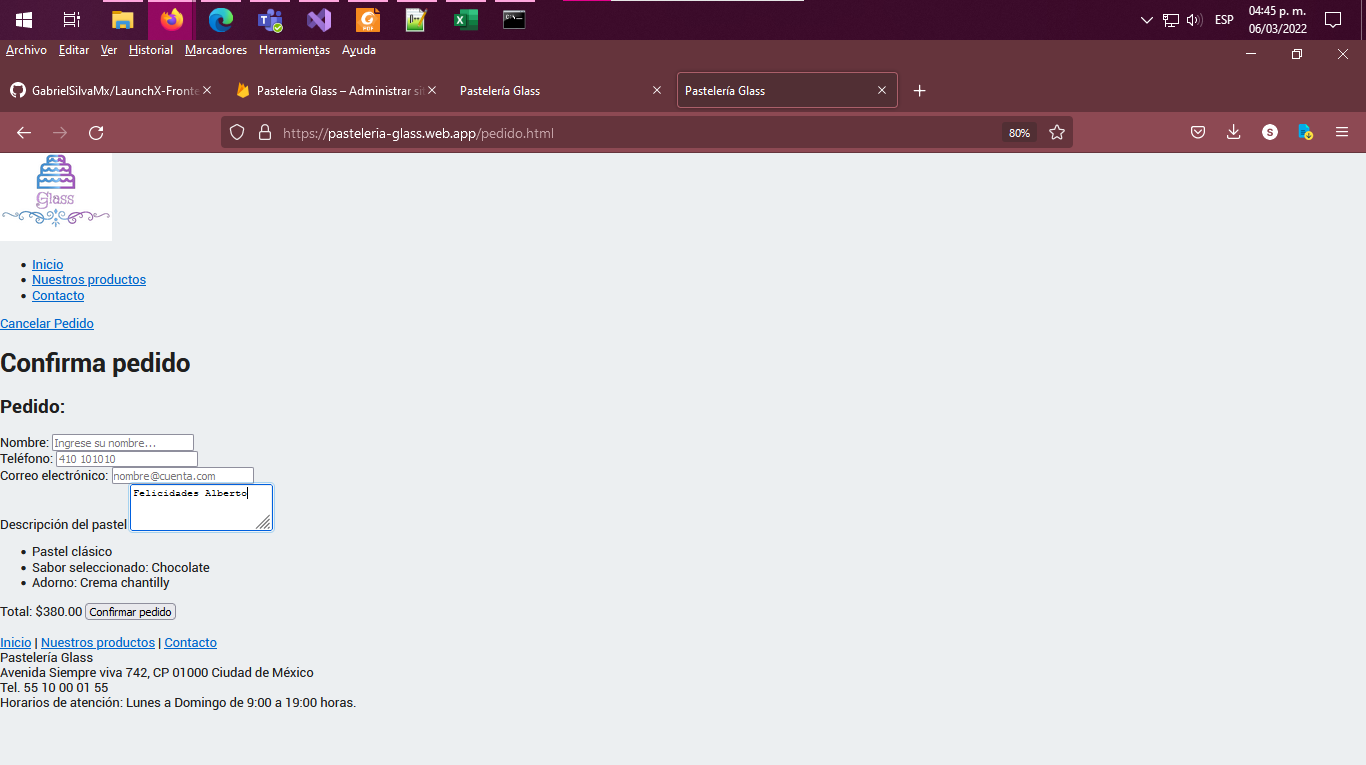 04:45 p. m.
ESP
06/03/2022
Archivo Editar Ver Historial Marcadores Herramientas Ayuda
GabrielSilvaMx/LaunchX-Fronte
Pasteleria Glass – Administrar sit
Pastelería Glass
Pastelería Glass
https://pasteleria-glass.web.app/pedido.html
80%
S
Glass
Inicio
Nuestros productos
Contacto
Cancelar Pedido
Confirma pedido
Pedido:
Nombre: Ingrese su nombre...
Teléfono: 410 101010
Correo electrónico: nombre@cuenta.com
Felicidades Alberto
Descripción del pastel
Pastel clásico
Sabor seleccionado: Chocolate
Adorno: Crema chantilly
Total: $380.00 Confirmar pedido
Inicio | Nuestros productos | Contacto
Pastelería Glass
Avenida Siempre viva 742, CP 01000 Ciudad de México
Tel. 55 10 00 01 55
Horarios de atención: Lunes a Domingo de 9:00 a 19:00 horas.